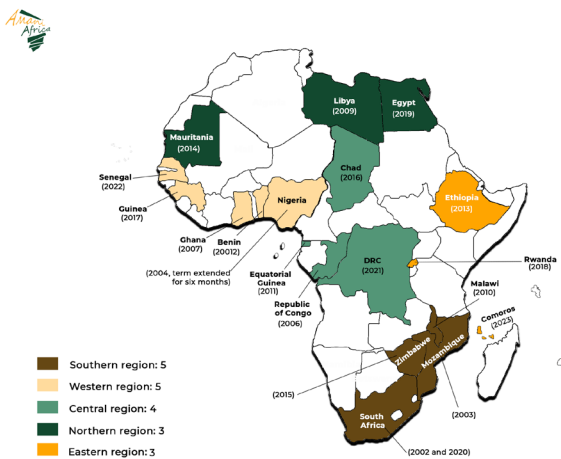 Amani
Africa
Libya
(2009)
Egypt
(2019)
Mauritania
(2014)
Senegal
(2022)
Chad
(2016)
Guinea
(2017)
Nigeria
Ethiopia
(2013)
Ghana
(2007)
Benin
(20012)
(2004, term extended
for six months)
Equatorial
Guinea
(2011)
Republic
of Congo
(2006)
DRC
(2021)
Rwanda
(2018)
Malawi
(2010)
Comoros
(2023)
Zimbabwe
Mozambique
(2015)
(2003)
South
Africa
(2002 and 2020)
Southern region: 5
Western region: 5
Central region: 4
Northern region: 3
Eastern region: 3